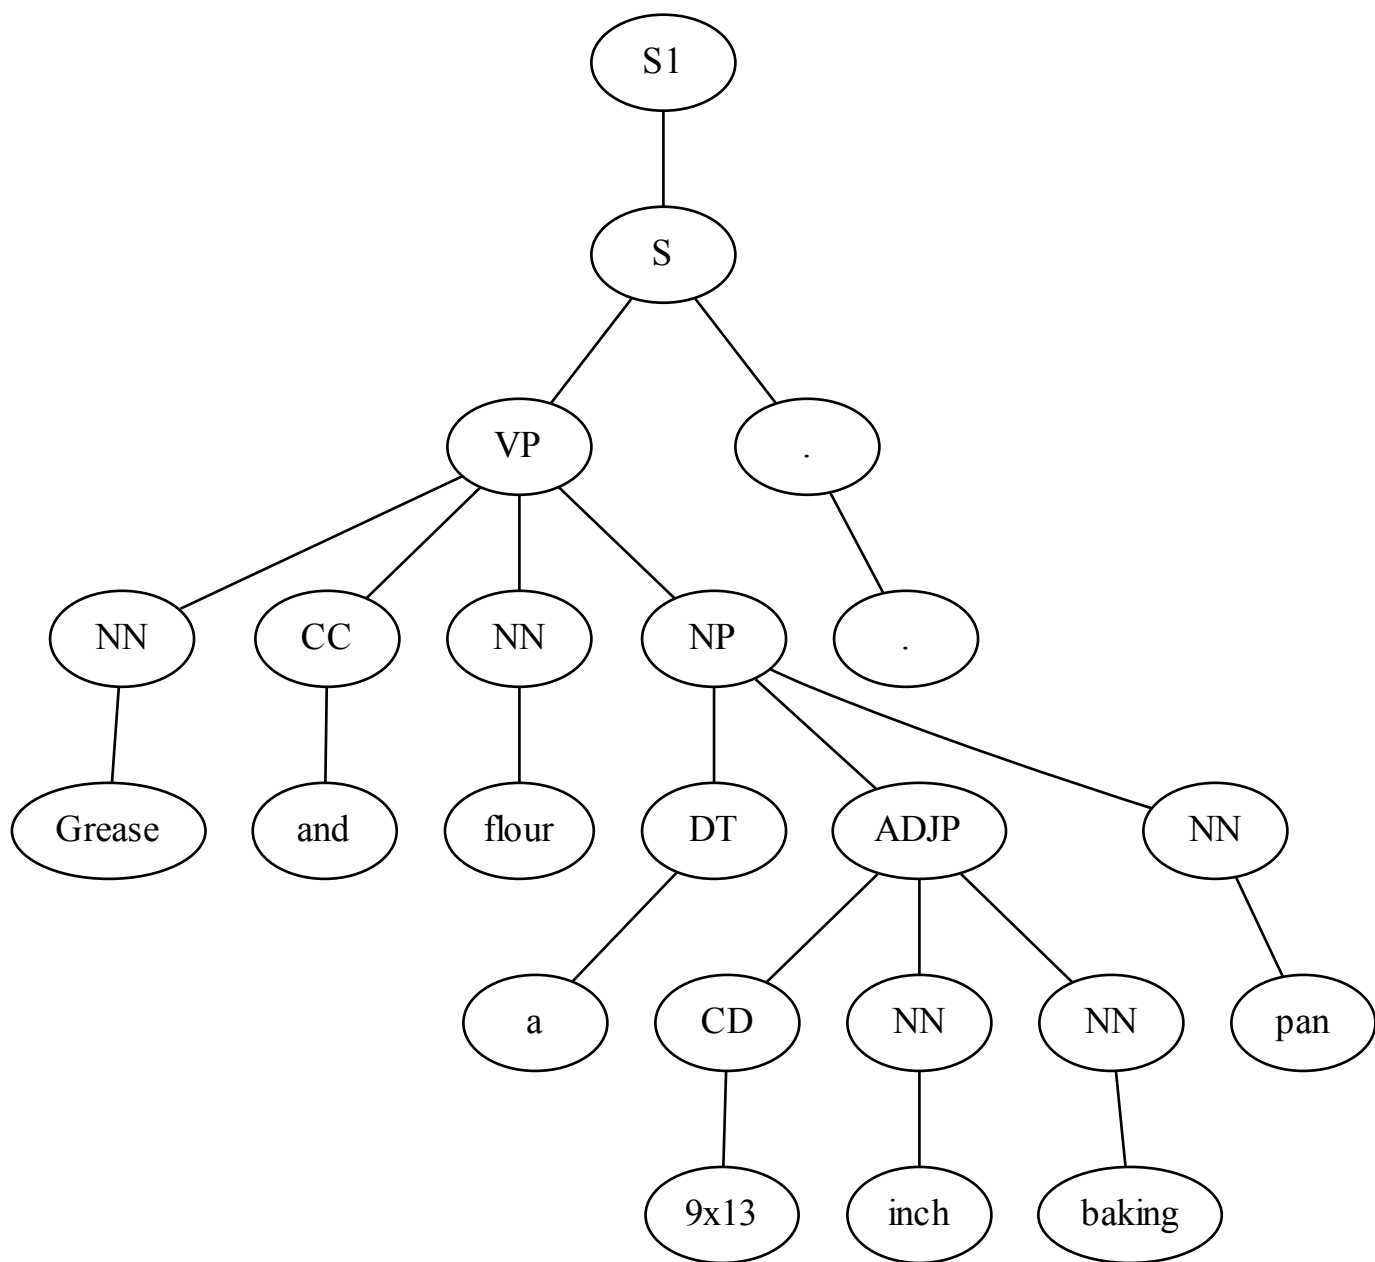 S1
S
VP .
NN CC NN NP .
Grease and flour DT ADJP NN
a CD NN NN pan
9x13 inch baking